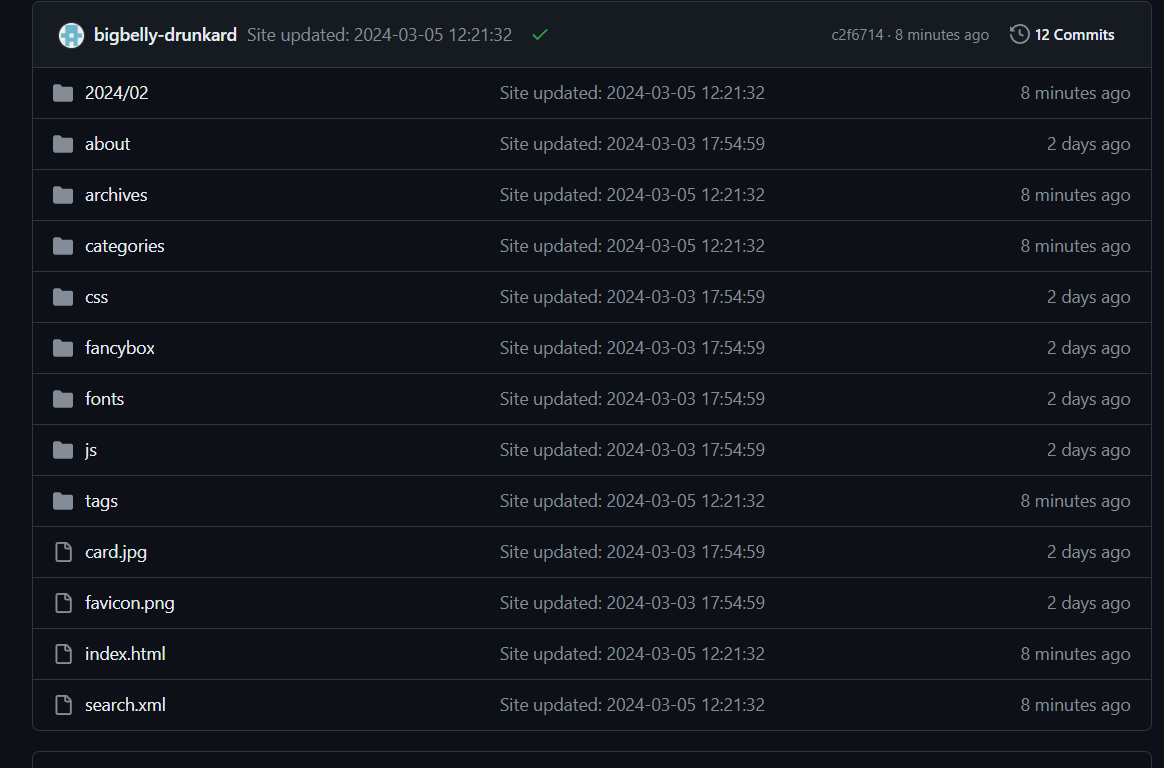 bigbelly-drunkard Site updated: 2024-03-05 12:21:32 c2f6714 · 8 minutes ago 12 Commits
2024/02 Site updated: 2024-03-05 12:21:32 8 minutes ago
about Site updated: 2024-03-03 17:54:59 2 days ago
archives Site updated: 2024-03-05 12:21:32 8 minutes ago
categories Site updated: 2024-03-05 12:21:32 8 minutes ago
css Site updated: 2024-03-03 17:54:59 2 days ago
fancybox Site updated: 2024-03-03 17:54:59 2 days ago
fonts Site updated: 2024-03-03 17:54:59 2 days ago
js Site updated: 2024-03-03 17:54:59 2 days ago
tags Site updated: 2024-03-05 12:21:32 8 minutes ago
card.jpg Site updated: 2024-03-03 17:54:59 2 days ago
favicon.png Site updated: 2024-03-03 17:54:59 2 days ago
index.html Site updated: 2024-03-05 12:21:32 8 minutes ago
search.xml Site updated: 2024-03-05 12:21:32 8 minutes ago